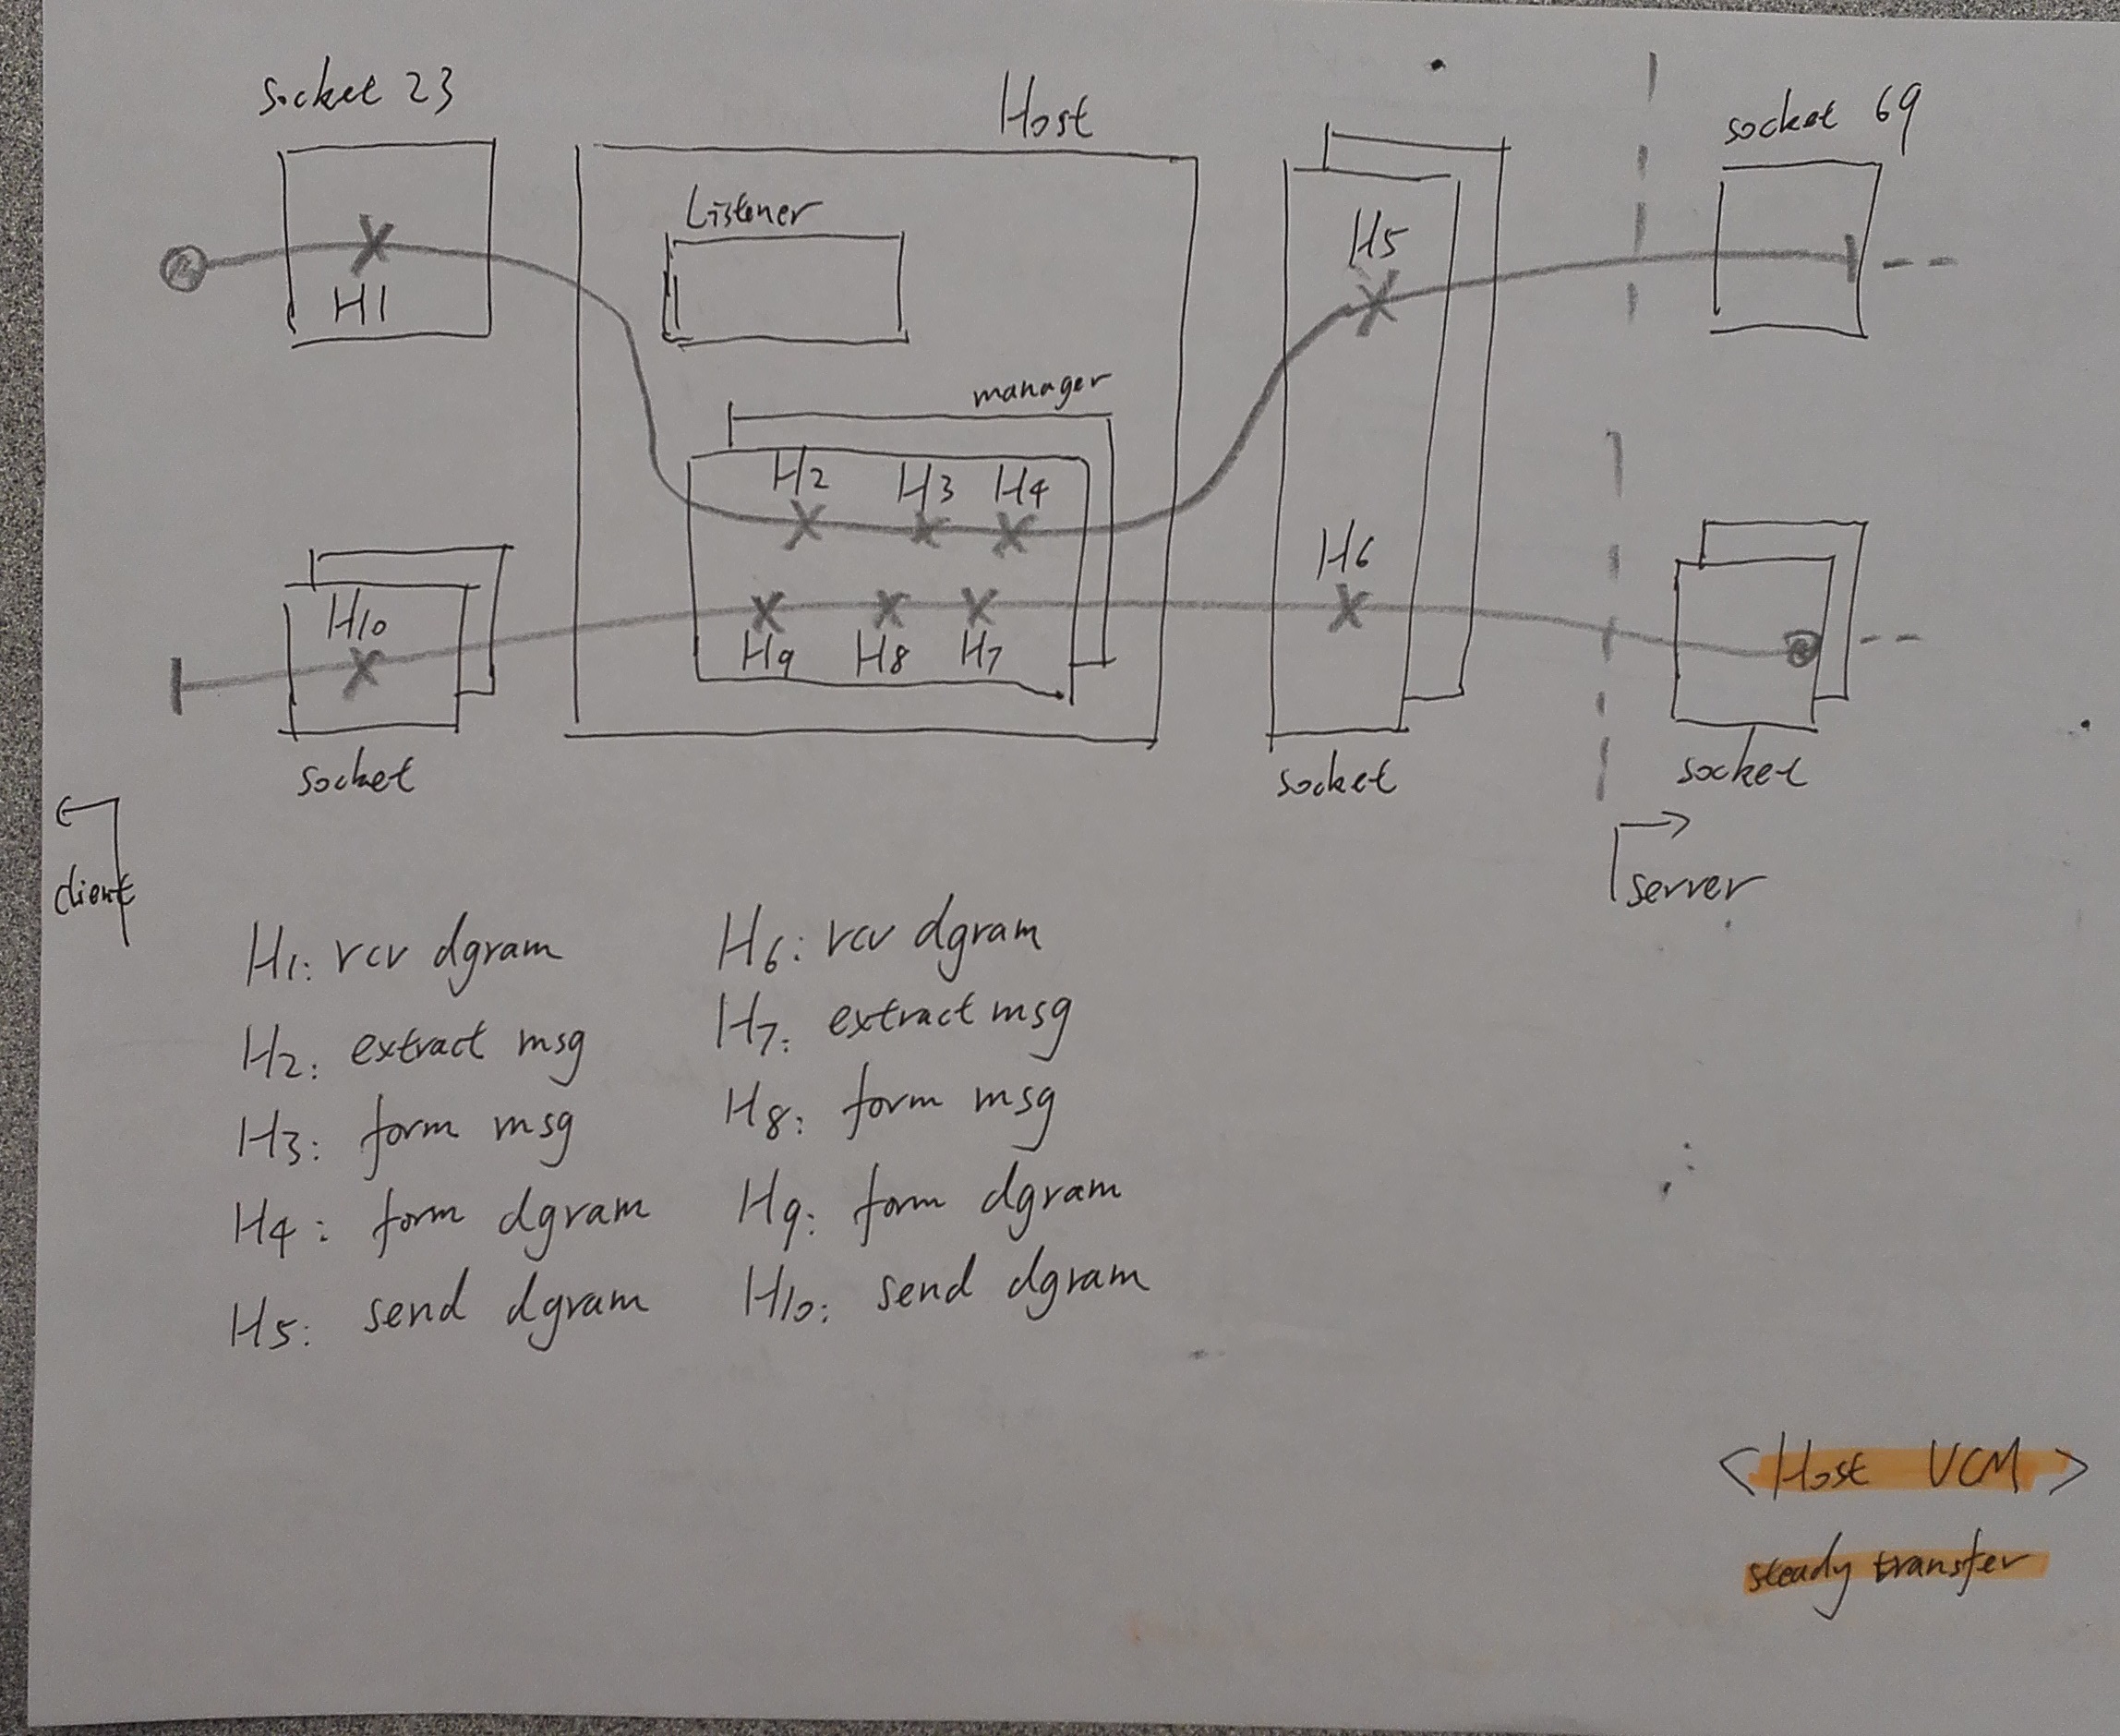 socket 23
Host
socket 69
Listener
H5
H1
manager
H2 H3 H4
H6
H10
H9 H8 H7
socket
socket
socket
client
server
H1: rcv dgram
H2: extract msg
H3: form msg
H4: form dgram
H5: send dgram
H6: rcv dgram
H7: extract msg
H8: form msg
H9: form dgram
H10: send dgram
<Host UCM>
steady transfer